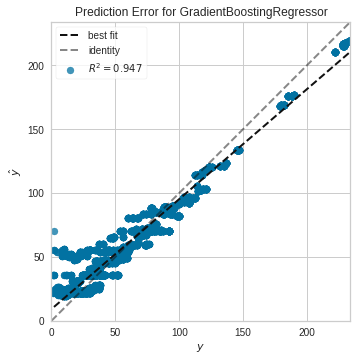 Prediction Error for GradientBoostingRegressor
best fit
identity
R² = 0.947
ŷ
200
150
100
50
0
0 50 100 150 200
y